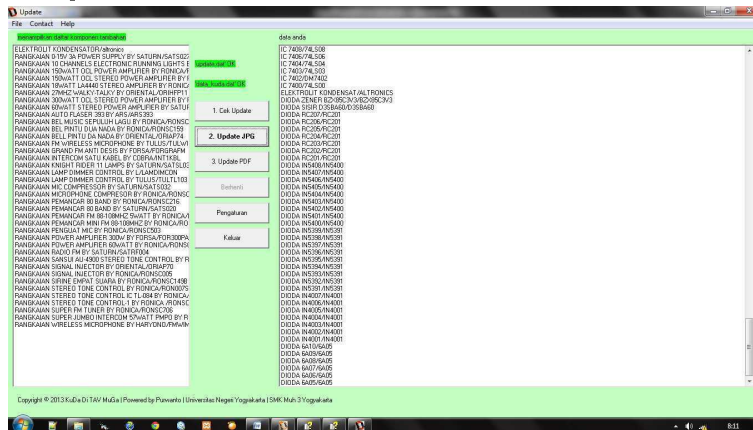 Update
File Contact Help
menampilkan daftar komponen tambahan
ELEKTROLIT KONDENSATOR/altronics
RANGKAIAN 0-15V 3A POWER SUPPLY BY SATURN/SATS027
RANGKAIAN 10 CHANNELS ELECTRONIC RUNNING LIGHTS B
RANGKAIAN 150WATT OCL POWER AMPLIFIER BY RONICA/R
RANGKAIAN 150WATT OCL STEREO POWER AMPLIFIER BY R
RANGKAIAN 18WATT LA4440 STEREO AMPLIFIER BY RONIC
RANGKAIAN 27MHZ WALKY-TALKY BY ORIENTAL/ORIHFP11
RANGKAIAN 300WATT OCL STEREO POWER AMPLIFIER BY
RANGKAIAN 60WATT STEREO POWER AMPLIFIER BY SATUR
RANGKAIAN AUTO FLASER 393 BY ARS/ARS393
RANGKAIAN BEL MUSIC SEPULUH LAGU BY RONICA/RONSC
RANGKAIAN BEL PINTU DUA NADA BY RONICA/RONSC159
RANGKAIAN BELL PINTU DA NADA BY ORIENTAL/ORIAP74
RANGKAIAN FM WIRELESS MICROPHONE BY TULUS/TULWI
RANGKAIAN GRAND FM ANTI DESIS BY FORSA/FORGRAFM
RANGKAIAN INTERCOM SATU KABEL BY COBRA/INT1KBL
RANGKAIAN KNIGHT RIDER 11 LAMPS BY SATURN/SATSL03
RANGKAIAN LAMP DIMMER CONTROL BY L/LAMDIMCON
RANGKAIAN LAMP DIMMER CONTROL BY TULUS/TULTL103
RANGKAIAN MIC COMPRESSOR BY SATURN/SATS032
RANGKAIAN MICROPHONE COMPRESOR BY RONICA/RONSC
RANGKAIAN PEMANCAR 80 BAND BY RONICA/RONSC216
RANGKAIAN PEMANCAR 80 BAND BY SATURN/SATS020
RANGKAIAN PEMANCAR FM 88-108MHZ 5WATT BY RONICA/
RANGKAIAN PEMANCAR MINI FM 88-108MHZ BY RONICA/RO
RANGKAIAN PENGUAT MIC BY RONICA/RONSC503
RANGKAIAN POWER AMPLIFIER 300W BY FORSA/FOR300PA
RANGKAIAN POWER AMPLIFIER 60WATT BY RONICA/RONS
RANGKAIAN RADIO FM BY SATURN/SATRF004
RANGKAIAN SANSUI AU-4900 STEREO TONE CONTROL BY R
RANGKAIAN SIGNAL INJECTOR BY ORIENTAL/ORIAP70
RANGKAIAN SIGNAL INJECTOR BY RONICA/RONSC005
RANGKAIAN SIRINE EMPAT SUARA BY RONICA/RONSC149B
RANGKAIAN STEREO TONE CONTROL BY RONICA/RON007S
RANGKAIAN STEREO TONE CONTROL IC TL-084 BY RONICA/
RANGKAIAN STEREO TONE CONTROL-1 BY RONICA /RONSC
RANGKAIAN SUPER FM TUNER BY RONICA/RONSC706
RANGKAIAN SUPER JUMBO INTERCOM 57WATT PMPO BY R
RANGKAIAN WIRELESS MICROPHONE BY HARYONO/FMWIM
update.dat OK
data_kuda.dat OK
1. Cek Update
2. Update JPG
3. Update PDF
Berhenti
Pengaturan
Keluar
data anda
IC 7408/74LS08
IC 7406/74LS06
IC 7404/74LS04
IC 7403/74LS03
IC 7402/DM7402
IC 7400/74LS00
ELEKTROLIT KONDENSAT/ALTRONICS
DIODA ZENER BZX85C3V3/BZX85C3V3
DIODA SISIR D3SBA60/D3SBA60
DIODA RC207/RC201
DIODA RC206/RC201
DIODA RC205/RC201
DIODA RC204/RC201
DIODA RC203/RC201
DIODA RC202/RC201
DIODA RC201/RC201
DIODA IN5408/IN5400
DIODA IN5407/IN5400
DIODA IN5406/IN5400
DIODA IN5405/IN5400
DIODA IN5404/IN5400
DIODA IN5403/IN5400
DIODA IN5402/IN5400
DIODA IN5401/IN5400
DIODA IN5400/IN5400
DIODA IN5399/IN5391
DIODA IN5398/IN5391
DIODA IN5397/IN5391
DIODA IN5396/IN5391
DIODA IN5395/IN5391
DIODA IN5394/IN5391
DIODA IN5393/IN5391
DIODA IN5392/IN5391
DIODA IN5391/IN5391
DIODA IN4007/IN4001
DIODA IN4006/IN4001
DIODA IN4005/IN4001
DIODA IN4004/IN4001
DIODA IN4003/IN4001
DIODA IN4002/IN4001
DIODA IN4001/IN4001
DIODA 6A10/6A05
DIODA 6A09/6A05
DIODA 6A08/6A05
DIODA 6A07/6A05
DIODA 6A06/6A05
DIODA 6A05/6A05
Copyright © 2013 KuDa Di TAV MuGa | Powered by Purwanto | Universitas Negeri Yogyakarta | SMK Muh 3 Yogyakarta
8:11